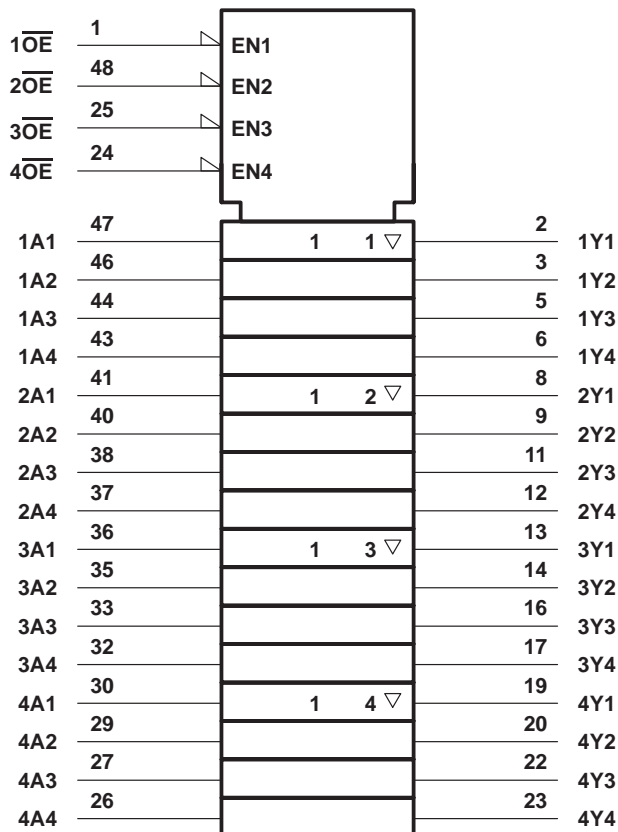 1O̅E̅ 1 EN1
2O̅E̅ 48 EN2
3O̅E̅ 25 EN3
4O̅E̅ 24 EN4
1A1 47 1 1 ▽ 2 1Y1
1A2 46 3 1Y2
1A3 44 5 1Y3
1A4 43 6 1Y4
2A1 41 1 2 ▽ 8 2Y1
2A2 40 9 2Y2
2A3 38 11 2Y3
2A4 37 12 2Y4
3A1 36 1 3 ▽ 13 3Y1
3A2 35 14 3Y2
3A3 33 16 3Y3
3A4 32 17 3Y4
4A1 30 1 4 ▽ 19 4Y1
4A2 29 20 4Y2
4A3 27 22 4Y3
4A4 26 23 4Y4